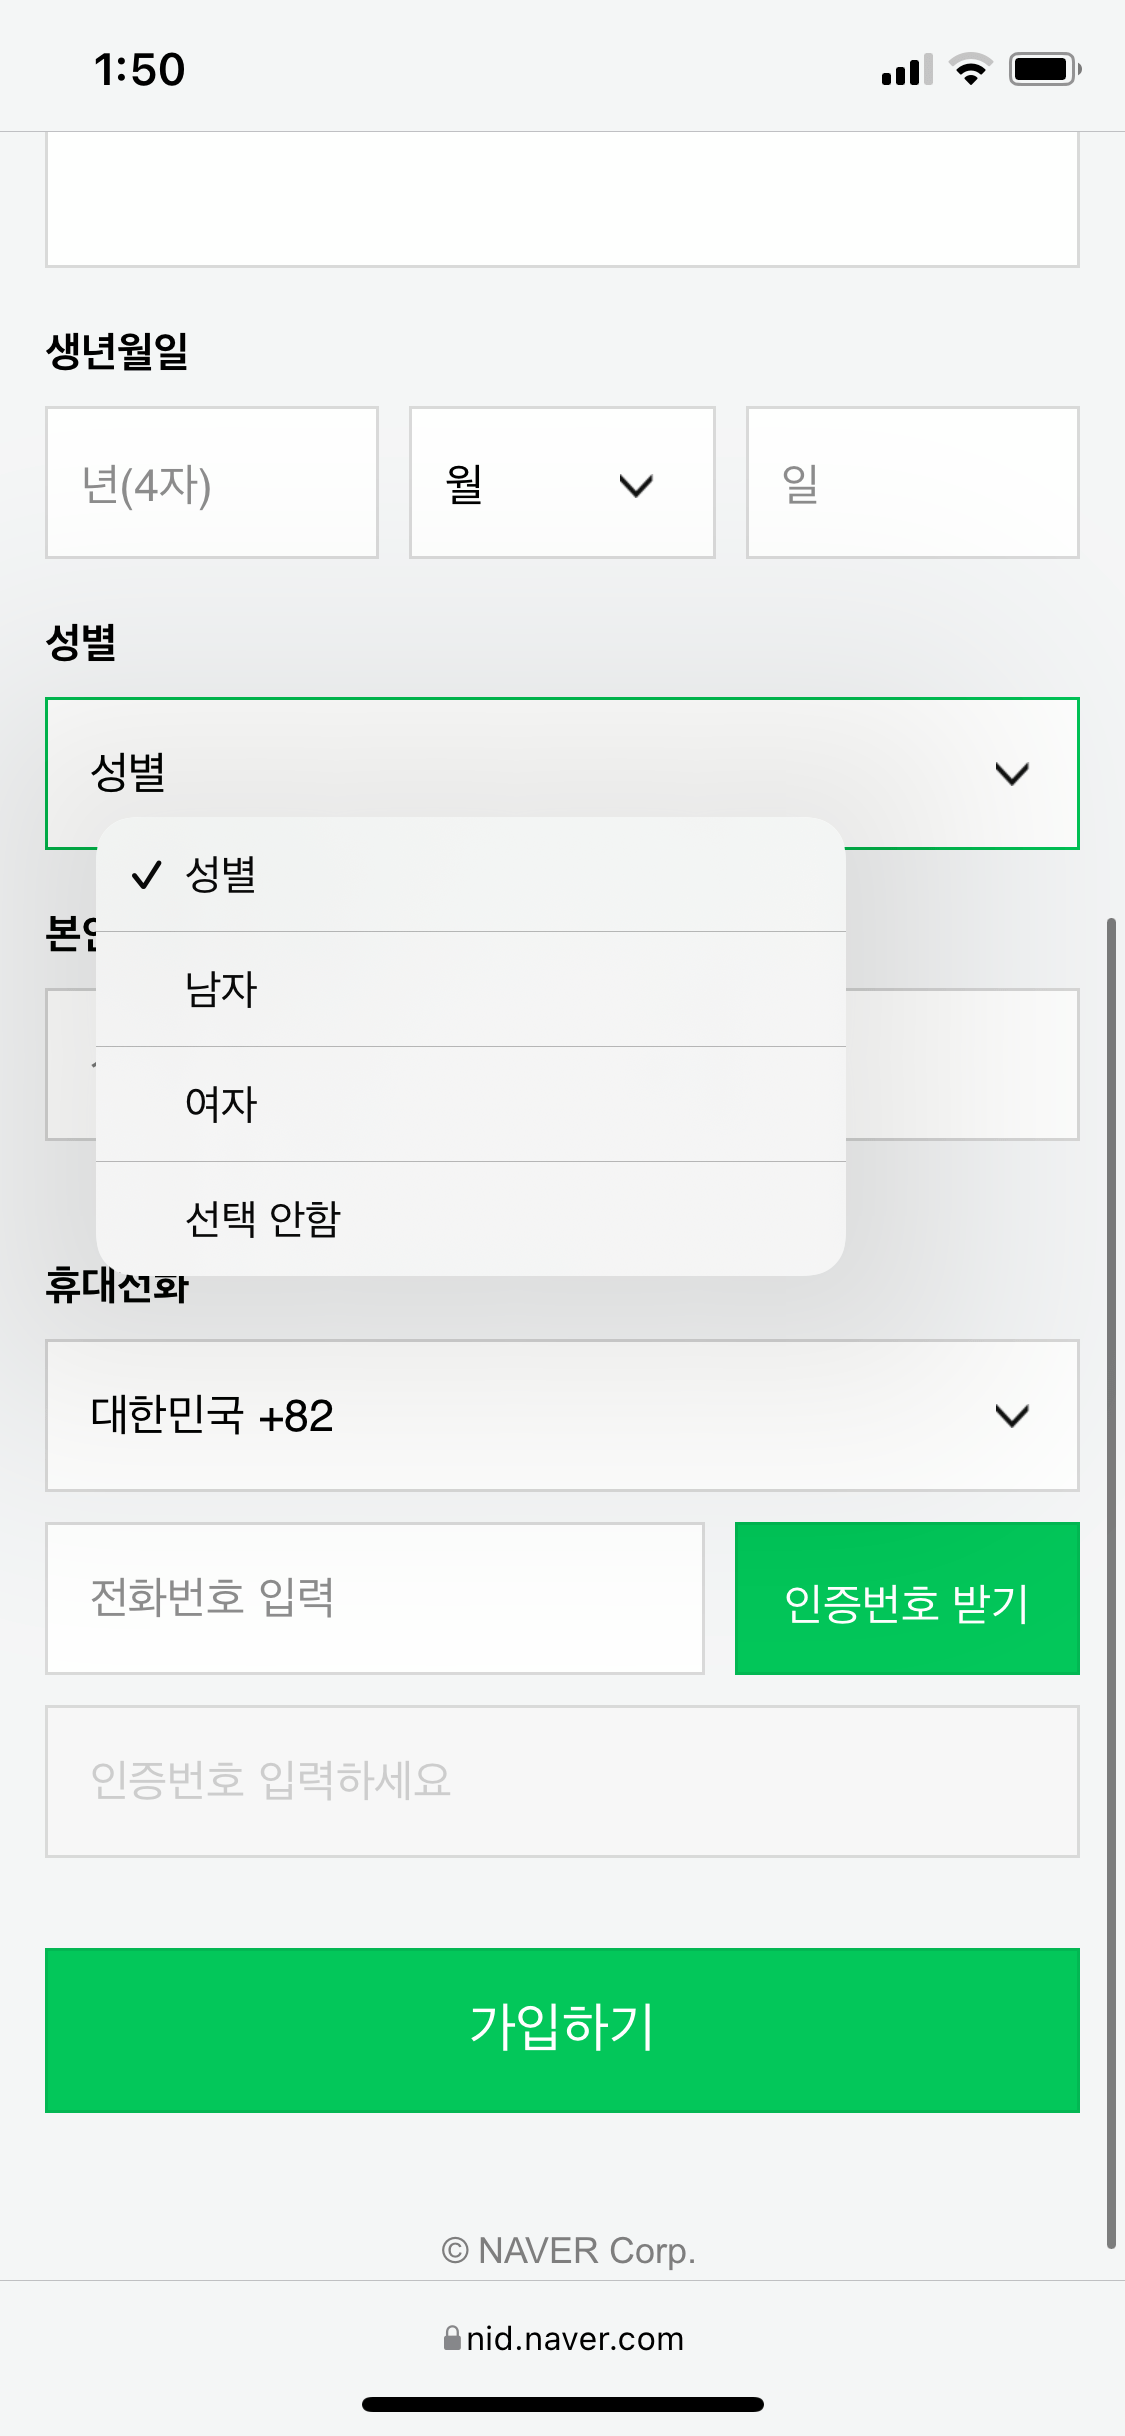 1:50
생년월일
년(4자)
월
일
성별
성별
성별
남자
여자
선택 안함
휴대전화
대한민국 +82
전화번호 입력
인증번호 받기
인증번호 입력하세요
가입하기
© NAVER Corp.
nid.naver.com